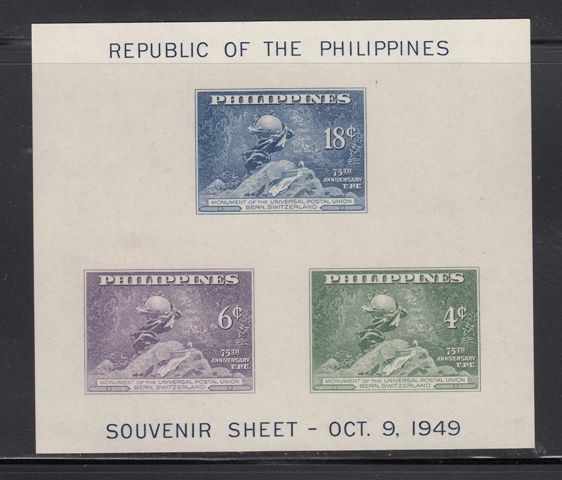 REPUBLIC OF THE PHILIPPINES
PHILIPPINES
18¢
75TH
ANNIVERSARY
U.P.U.
MONUMENT OF THE UNIVERSAL POSTAL UNION
BERN, SWITZERLAND
PHILIPPINES
6¢
75TH
ANNIVERSARY
U.P.U.
MONUMENT OF THE UNIVERSAL POSTAL UNION
BERN, SWITZERLAND
PHILIPPINES
4¢
75TH
ANNIVERSARY
U.P.U.
MONUMENT OF THE UNIVERSAL POSTAL UNION
BERN, SWITZERLAND
SOUVENIR SHEET - OCT. 9, 1949